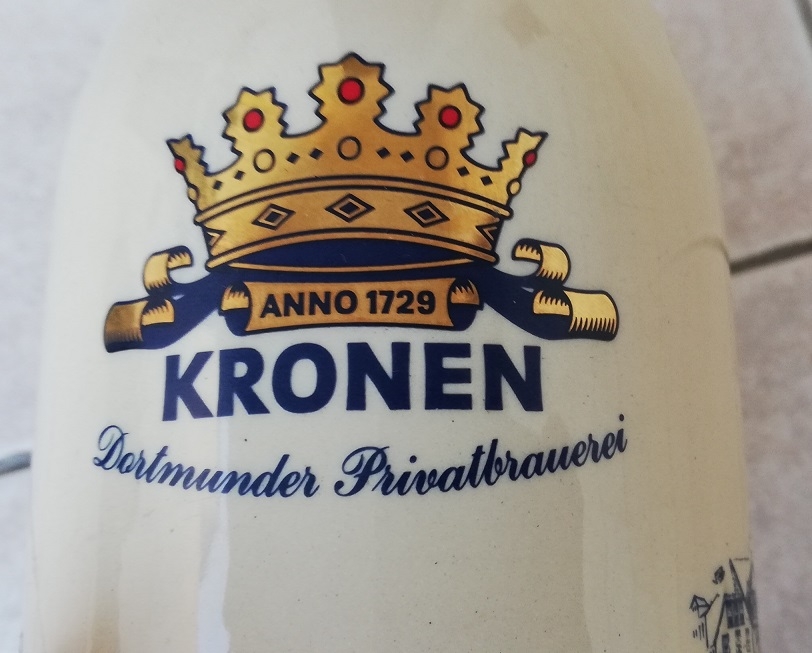 ANNO 1729
KRONEN
Dortmunder Privatbrauerei